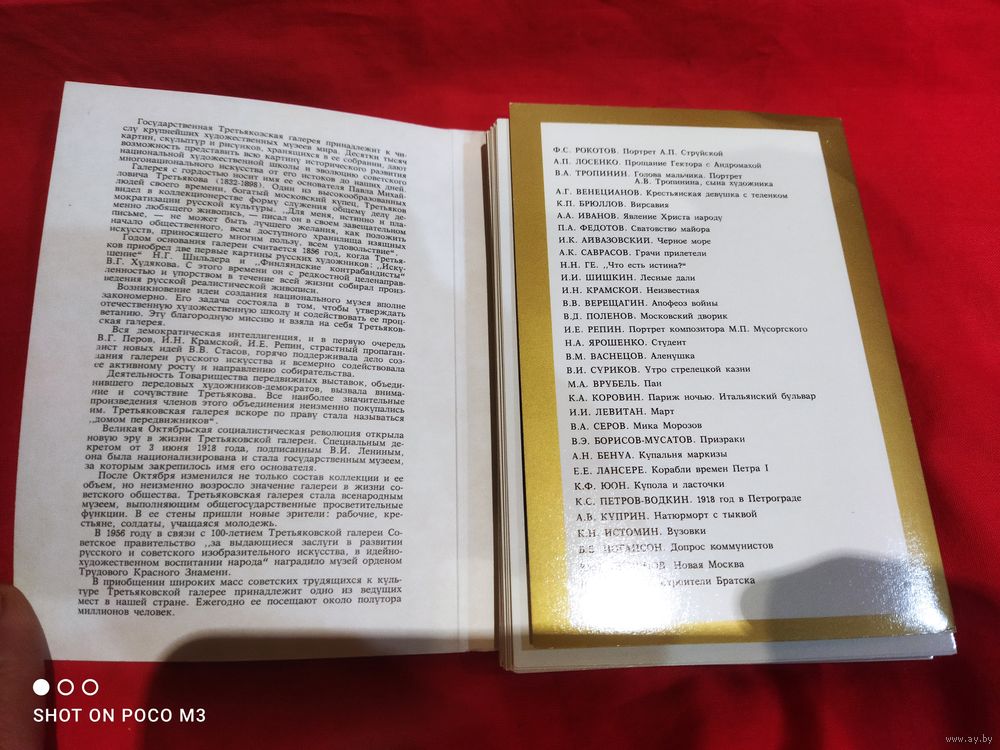 Государственная Третьяковская галерея принадлежит к чи-
слу крупнейших художественных музеев мира. Десятки тысяч
картин, скульптур и рисунков, хранящихся в ее собрании, дают
возможность представить всю картину исторического развития
национальной художественной школы и эволюцию советского
многонационального искусства от его истоков до наших дней.
Галерея с гордостью носит имя ее основателя Павла Михай-
ловича Третьякова (1832-1898). Один из высокообразованных
людей своего времени, богатый московский купец, Третьяков
видел в коллекционерстве форму служения общему делу де-
мократизации русской культуры. „Для меня, истинно и пла-
менно любящего живопись, — писал он в своем завещательном
письме, — не может быть лучшего желания, как положить
начало общественного, всем доступного хранилища изящных
искусств, приносящего многим пользу, всем удовольствие“.
Годом основания галереи считается 1856 год, когда Третья-
ков приобрел две первые картины русских художников: „Иску-
шение“ Н.Г. Шильдера и „Финляндские контрабандисты“
В.Г. Худякова. С этого времени он с редкостной целенаправ-
ленностью и упорством в течение всей жизни собирал произ-
ведения русской реалистической живописи.
Возникновение идеи создания национального музея вполне
закономерно. Его задача состояла в том, чтобы утверждать
отечественную художественную школу и содействовать ее проц-
ветанию. Эту благородную миссию и взяла на себя Третьяков-
ская галерея.
Вся демократическая интеллигенция, и в первую очередь
В.Г. Перов, И.Н. Крамской, И.Е. Репин, страстный пропаган-
дист новых идей В.В. Стасов, горячо поддерживала дело соз-
дания галереи русского искусства и всемерно содействовала
ее активному росту и направлению собирательства.
Деятельность Товарищества передвижных выставок, объеди-
нившего передовых художников-демократов, вызвала внима-
ние и сочувствие Третьякова. Все наиболее значительные
произведения членов этого объединения неизменно покупались
им. Третьяковская галерея вскоре по праву стала называться
„домом передвижников“.
Великая Октябрьская социалистическая революция открыла
новую эру в жизни Третьяковской галереи. Специальным де-
кретом от 3 июня 1918 года, подписанным В.И. Лениным,
она была национализирована и стала государственным музеем,
за которым закрепилось имя его основателя.
После Октября изменился не только состав коллекции и ее
объем, но неизменно возросло значение галереи в жизни со-
ветского общества. Третьяковская галерея стала всенародным
музеем, выполняющим общегосударственные просветительные
функции. В ее стены пришли новые зрители: рабочие, кре-
стьяне, солдаты, учащаяся молодежь.
В 1956 году в связи с 100-летием Третьяковской галереи Со-
ветское правительство „за выдающиеся заслуги в развитии
русского и советского изобразительного искусства, в идейно-
художественном воспитании народа“ наградило музей орденом
Трудового Красного Знамени.
В приобщении широких масс советских трудящихся к куль-
туре Третьяковской галерее принадлежит одно из ведущих
мест в нашей стране. Ежегодно ее посещают около полутора
миллионов человек.
Ф.С. РОКОТОВ. Портрет А.П. Струйской
А.П. ЛОСЕНКО. Прощание Гектора с Андромахой
В.А. ТРОПИНИН. Голова мальчика. Портрет
А.В. Тропинина, сына художника
А.Г. ВЕНЕЦИАНОВ. Крестьянская девушка с теленком
К.П. БРЮЛЛОВ. Вирсавия
А.А. ИВАНОВ. Явление Христа народу
П.А. ФЕДОТОВ. Сватовство майора
И.К. АЙВАЗОВСКИЙ. Черное море
А.К. САВРАСОВ. Грачи прилетели
Н.Н. ГЕ. „Что есть истина?“
И.И. ШИШКИН. Лесные дали
И.Н. КРАМСКОЙ. Неизвестная
В.В. ВЕРЕЩАГИН. Апофеоз войны
В.Д. ПОЛЕНОВ. Московский дворик
И.Е. РЕПИН. Портрет композитора М.П. Мусоргского
Н.А. ЯРОШЕНКО. Студент
В.М. ВАСНЕЦОВ. Аленушка
В.И. СУРИКОВ. Утро стрелецкой казни
М.А. ВРУБЕЛЬ. Пан
К.А. КОРОВИН. Париж ночью. Итальянский бульвар
И.И. ЛЕВИТАН. Март
В.А. СЕРОВ. Мика Морозов
В.Э. БОРИСОВ-МУСАТОВ. Призраки
А.Н. БЕНУА. Купальня маркизы
Е.Е. ЛАНСЕРЕ. Корабли времен Петра I
К.Ф. ЮОН. Купола и ласточки
К.С. ПЕТРОВ-ВОДКИН. 1918 год в Петрограде
А.В. КУПРИН. Натюрморт с тыквой
К.Н. ИСТОМИН. Вузовки
Б.В. ИОГАНСОН. Допрос коммунистов
Новая Москва
строители Братска
SHOT ON POCO M3
www.ay.by